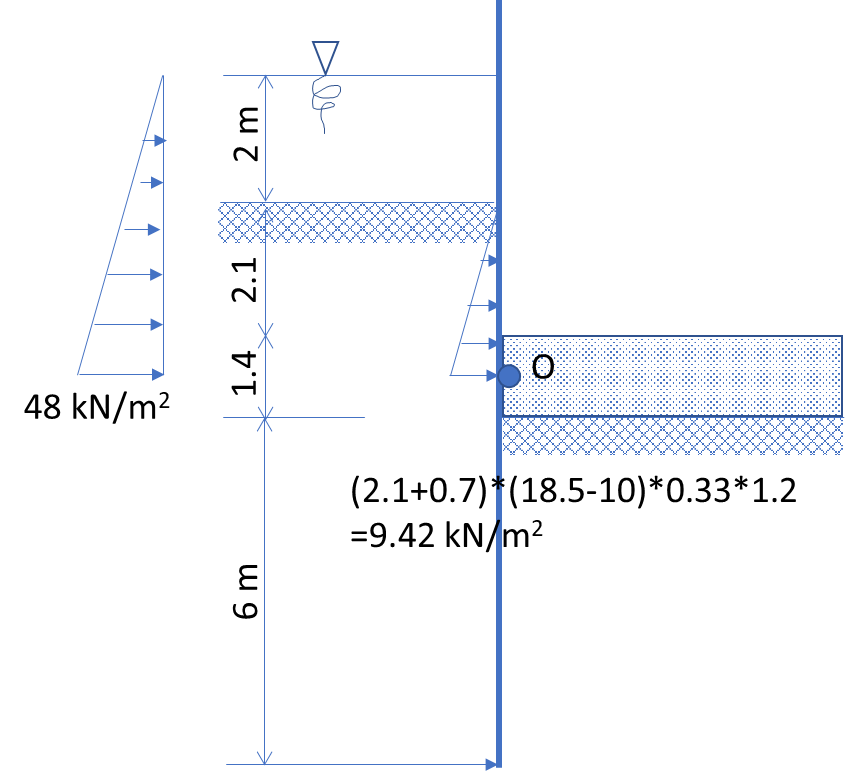 2 m
2.1
O
1.4
48 kN/m²
(2.1+0.7)*(18.5-10)*0.33*1.2
=9.42 kN/m²
6 m